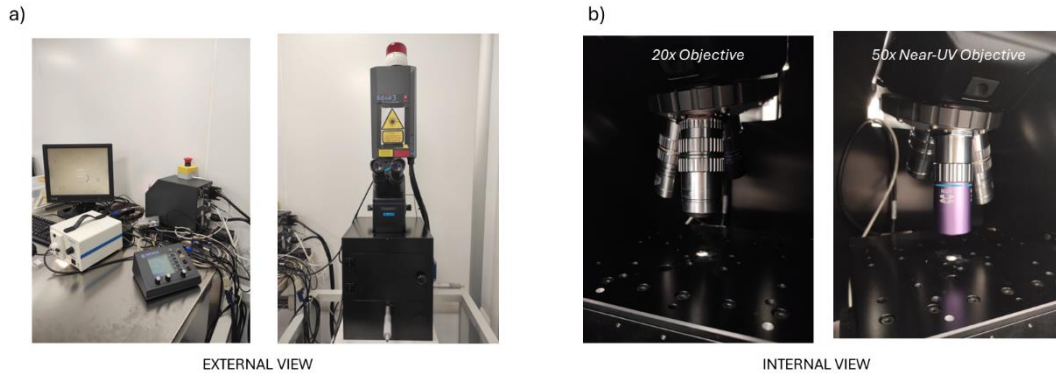 a)
b)
20x Objective
50x Near-UV Objective
EXTERNAL VIEW
INTERNAL VIEW